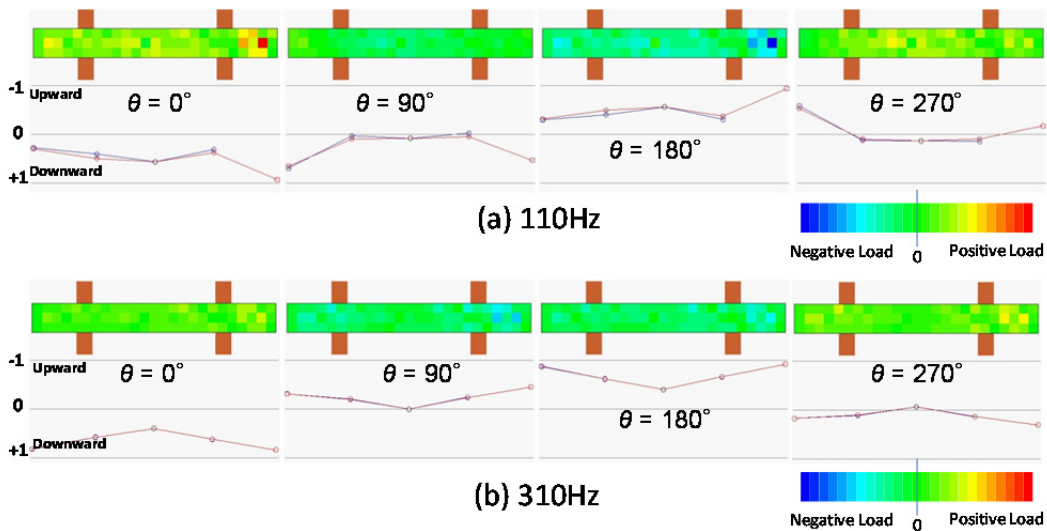 -1
Upward
θ = 0°
θ = 90°
θ = 180°
θ = 270°
0
Downward
+1
(a) 110Hz
Negative Load
0
Positive Load
-1
Upward
θ = 0°
θ = 90°
θ = 180°
θ = 270°
0
Downward
+1
(b) 310Hz
Negative Load
0
Positive Load